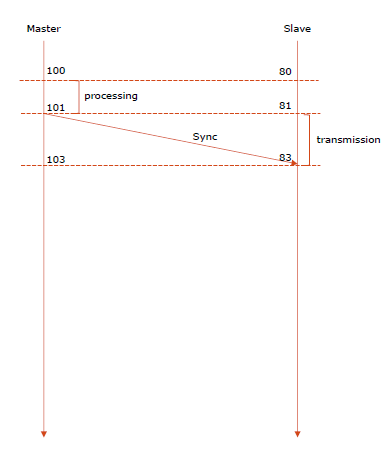 Master Slave
100 80
processing
101 81
Sync
transmission
103 83